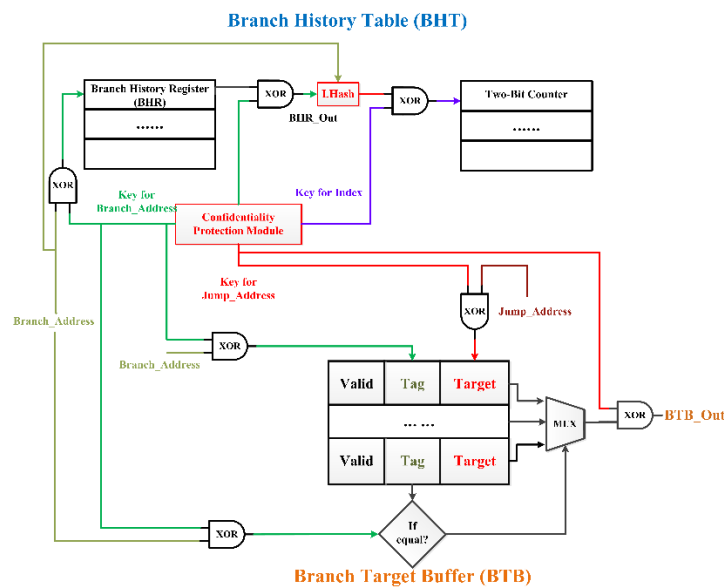 Branch History Table (BHT)
Branch History Register
(BHR)
......
XOR
BHR_Out
LHash
XOR
Two-Bit Counter
......
XOR
Key for
Branch_Address
Confidentiality
Protection Module
Key for Index
Key for
Jump_Address
Branch_Address
XOR
Jump_Address
XOR
Branch_Address
Valid
Tag
Target
... ...
Valid
Tag
Target
MUX
XOR
BTB_Out
XOR
If
equal?
Branch Target Buffer (BTB)